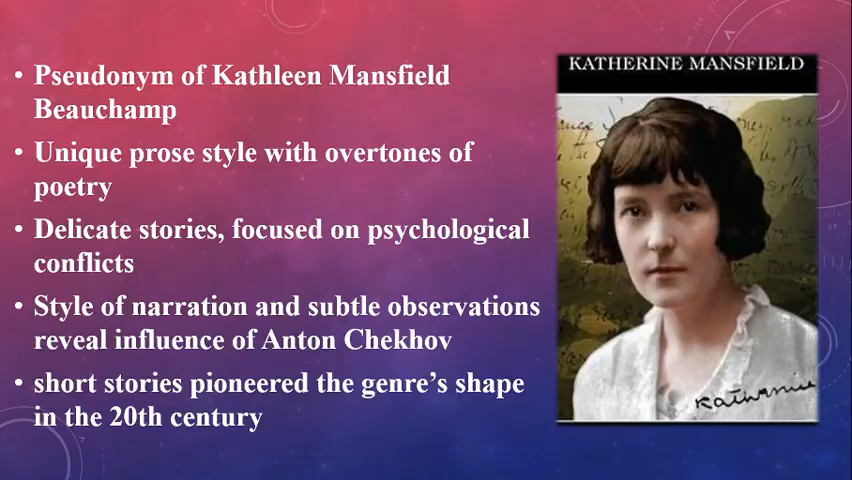 • Pseudonym of Kathleen Mansfield
Beauchamp
• Unique prose style with overtones of
poetry
• Delicate stories, focused on psychological
conflicts
• Style of narration and subtle observations
reveal influence of Anton Chekhov
• short stories pioneered the genre’s shape
in the 20th century
KATHERINE MANSFIELD
Katherine